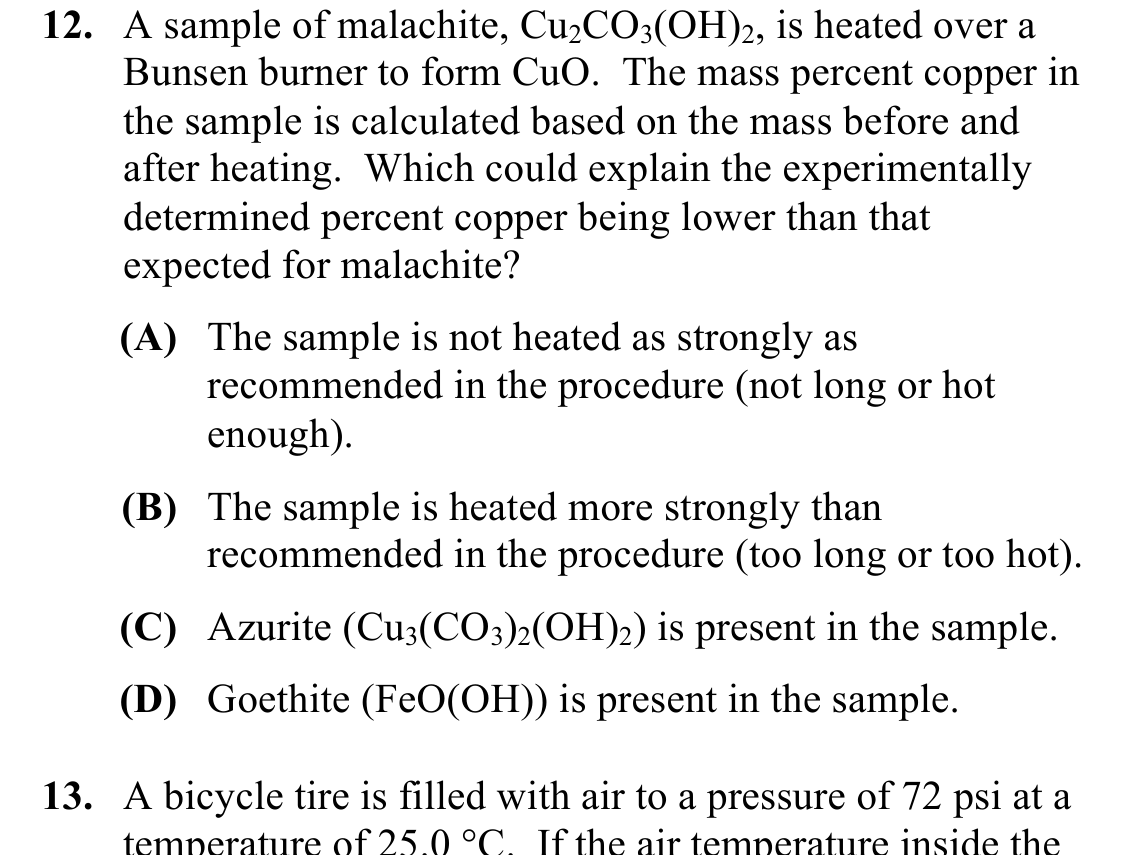 12. A sample of malachite, Cu₂CO₃(OH)₂, is heated over a
Bunsen burner to form CuO. The mass percent copper in
the sample is calculated based on the mass before and
after heating. Which could explain the experimentally
determined percent copper being lower than that
expected for malachite?
(A) The sample is not heated as strongly as
recommended in the procedure (not long or hot
enough).
(B) The sample is heated more strongly than
recommended in the procedure (too long or too hot).
(C) Azurite (Cu₃(CO₃)₂(OH)₂) is present in the sample.
(D) Goethite (FeO(OH)) is present in the sample.
13. A bicycle tire is filled with air to a pressure of 72 psi at a
temperature of 25.0 °C. If the air temperature inside the